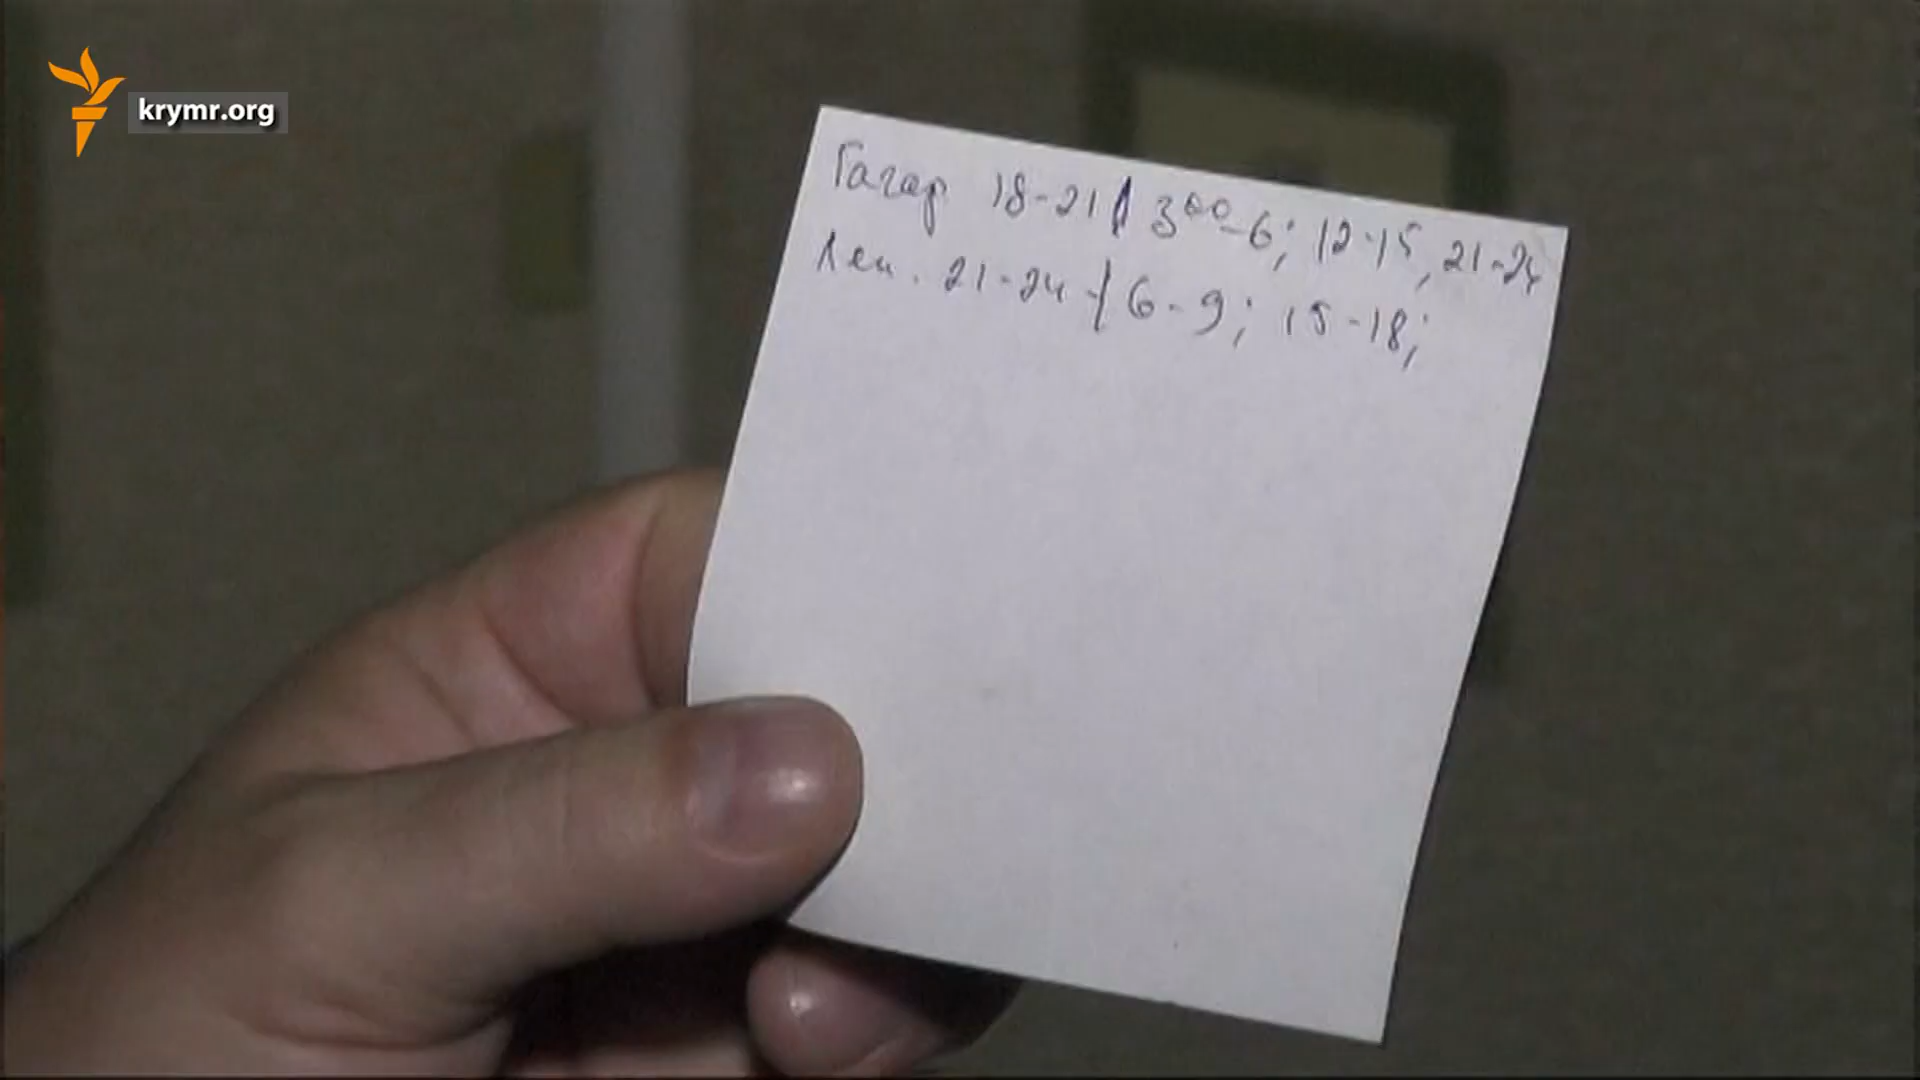 krymr.org
Гагар 18-21 | 3⁰⁰-6; 12-15, 21-24
Лен. 21-24 | 6-9; 15-18;